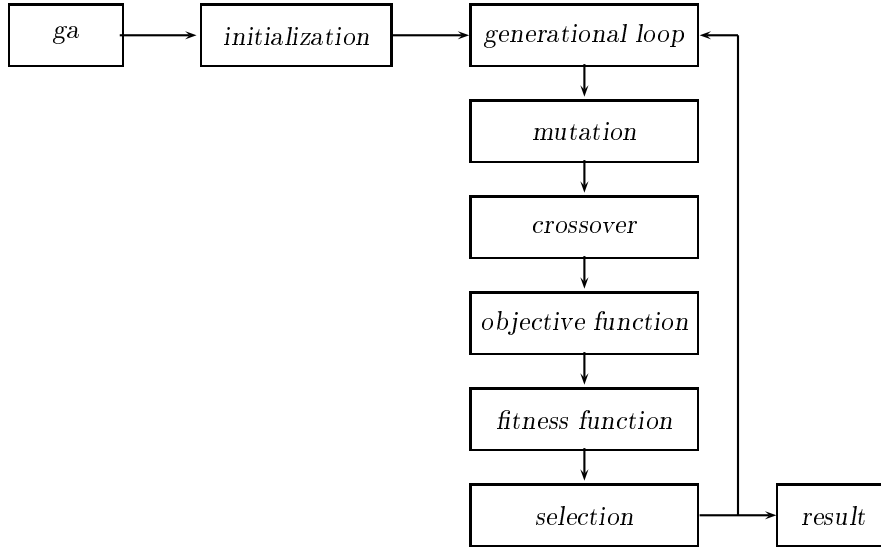 ga
initialization
generational loop
mutation
crossover
objective function
fitness function
selection
result